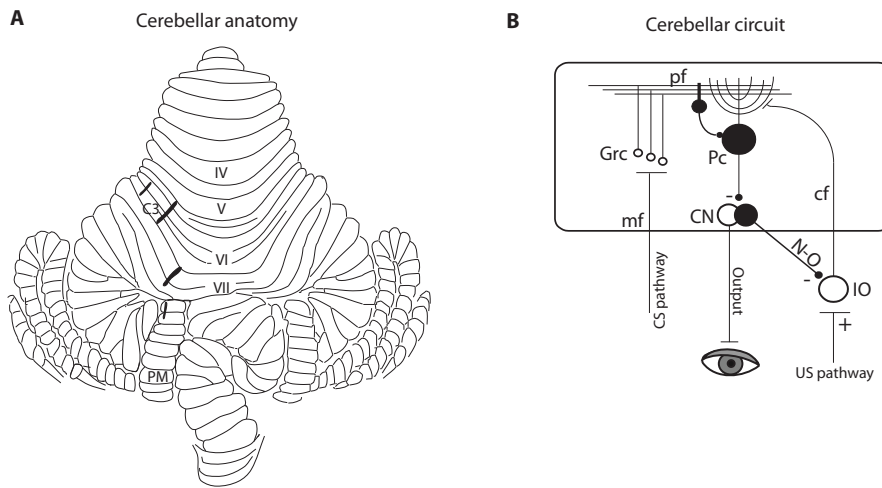 A
Cerebellar anatomy
IV
C3
V
VI
VII
PM
B
Cerebellar circuit
pf
Grc
Pc
-
CN
mf
cf
N-O
-
IO
CS pathway
Output
+
US pathway